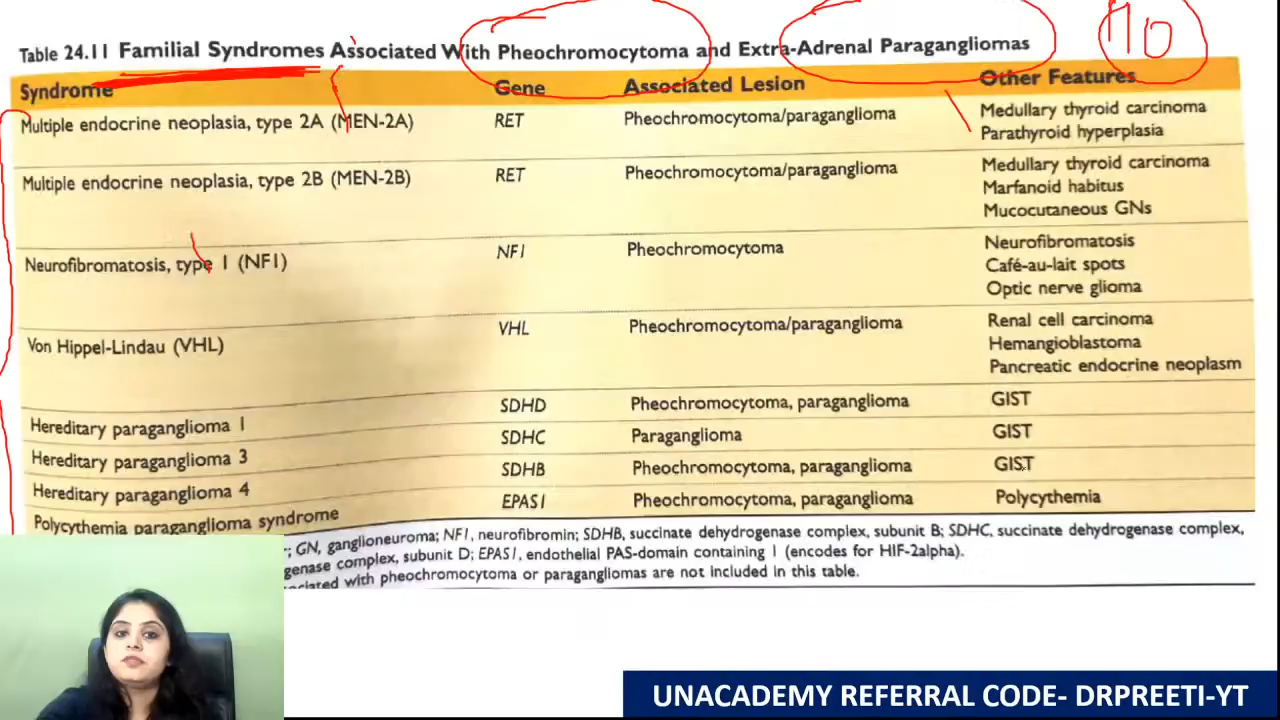 Table 24.11 Familial Syndromes Associated With Pheochromocytoma and Extra-Adrenal Paragangliomas
110
Syndrome Gene Associated Lesion Other Features
Multiple endocrine neoplasia, type 2A (MEN-2A) RET Pheochromocytoma/paraganglioma Medullary thyroid carcinoma
Parathyroid hyperplasia
Multiple endocrine neoplasia, type 2B (MEN-2B) RET Pheochromocytoma/paraganglioma Medullary thyroid carcinoma
Marfanoid habitus
Mucocutaneous GNs
Neurofibromatosis, type 1 (NF1) NF1 Pheochromocytoma Neurofibromatosis
Café-au-lait spots
Optic nerve glioma
Von Hippel-Lindau (VHL) VHL Pheochromocytoma/paraganglioma Renal cell carcinoma
Hemangioblastoma
Pancreatic endocrine neoplasm
Hereditary paraganglioma 1 SDHD Pheochromocytoma, paraganglioma GIST
Hereditary paraganglioma 3 SDHC Paraganglioma GIST
Hereditary paraganglioma 4 SDHB Pheochromocytoma, paraganglioma GIST
Polycythemia paraganglioma syndrome EPAS1 Pheochromocytoma, paraganglioma Polycythemia
; GN, ganglioneuroma; NF1, neurofibromin; SDHB, succinate dehydrogenase complex, subunit B; SDHC, succinate dehydrogenase complex,
genase complex, subunit D; EPAS1, endothelial PAS-domain containing 1 (encodes for HIF-2alpha).
ciated with pheochromocytoma or paragangliomas are not included in this table.
UNACADEMY REFERRAL CODE- DRPREETI-YT